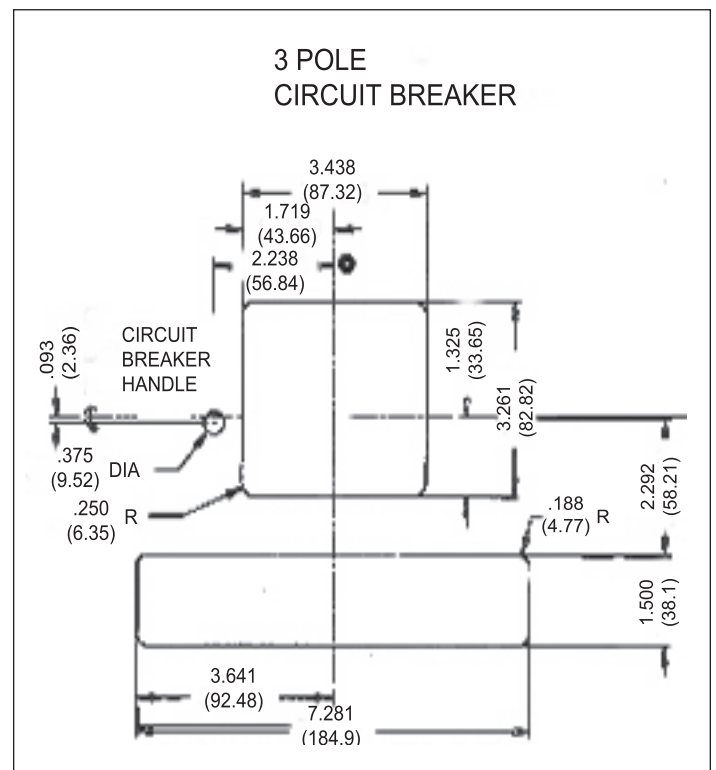 3 POLE
CIRCUIT BREAKER
3.438
(87.32)
1.719
(43.66)
2.238
(56.84)
CIRCUIT
BREAKER
HANDLE
.093
(2.36)
1.325
(33.65)
3.261
(82.82)
.375
(9.52) DIA
.250
(6.35) R
2.292
(58.21)
.188
(4.77) R
1.500
(38.1)
3.641
(92.48)
7.281
(184.9)